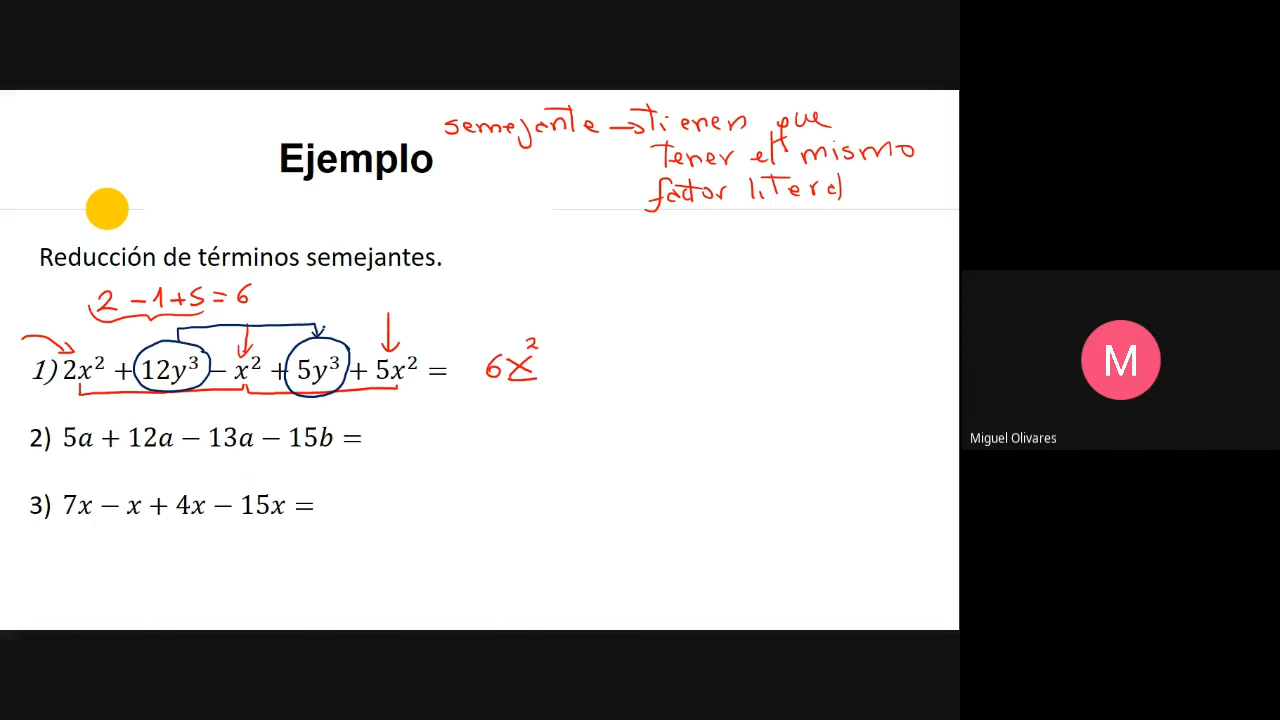 semejante → Tienen que
Ejemplo
Tener el mismo
factor literal
Reducción de términos semejantes.
2 - 1 + 5 = 6
1) 2x² + 12y³ − x² + 5y³ + 5x² = 6x²
2) 5a + 12a − 13a − 15b =
3) 7x − x + 4x − 15x =
M
Miguel Olivares